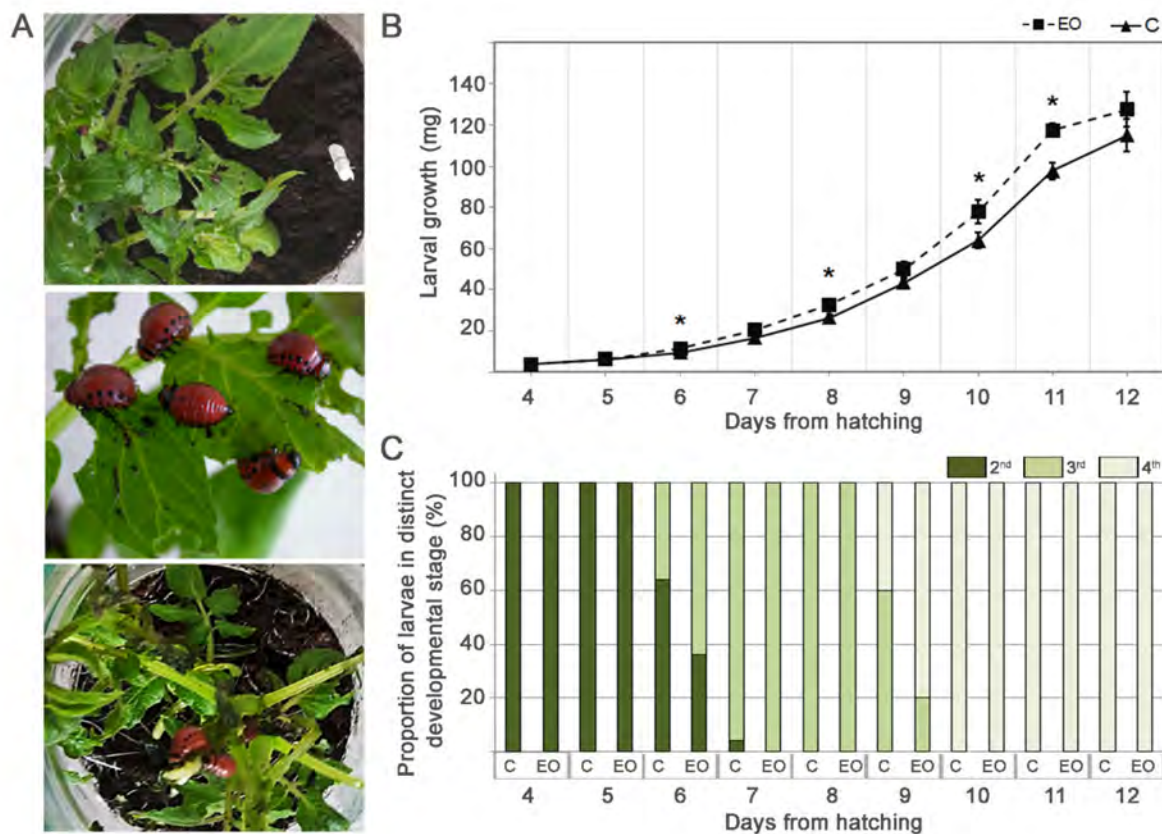 A
B
EO C
Larval growth (mg)
140
120
100
80
60
40
20
4 5 6 7 8 9 10 11 12
* * * *
Days from hatching
C
2nd 3rd 4th
Proportion of larvae in distinct
developmental stage (%)
100
80
60
40
20
C EO C EO C EO C EO C EO C EO C EO C EO C EO
4 5 6 7 8 9 10 11 12
Days from hatching